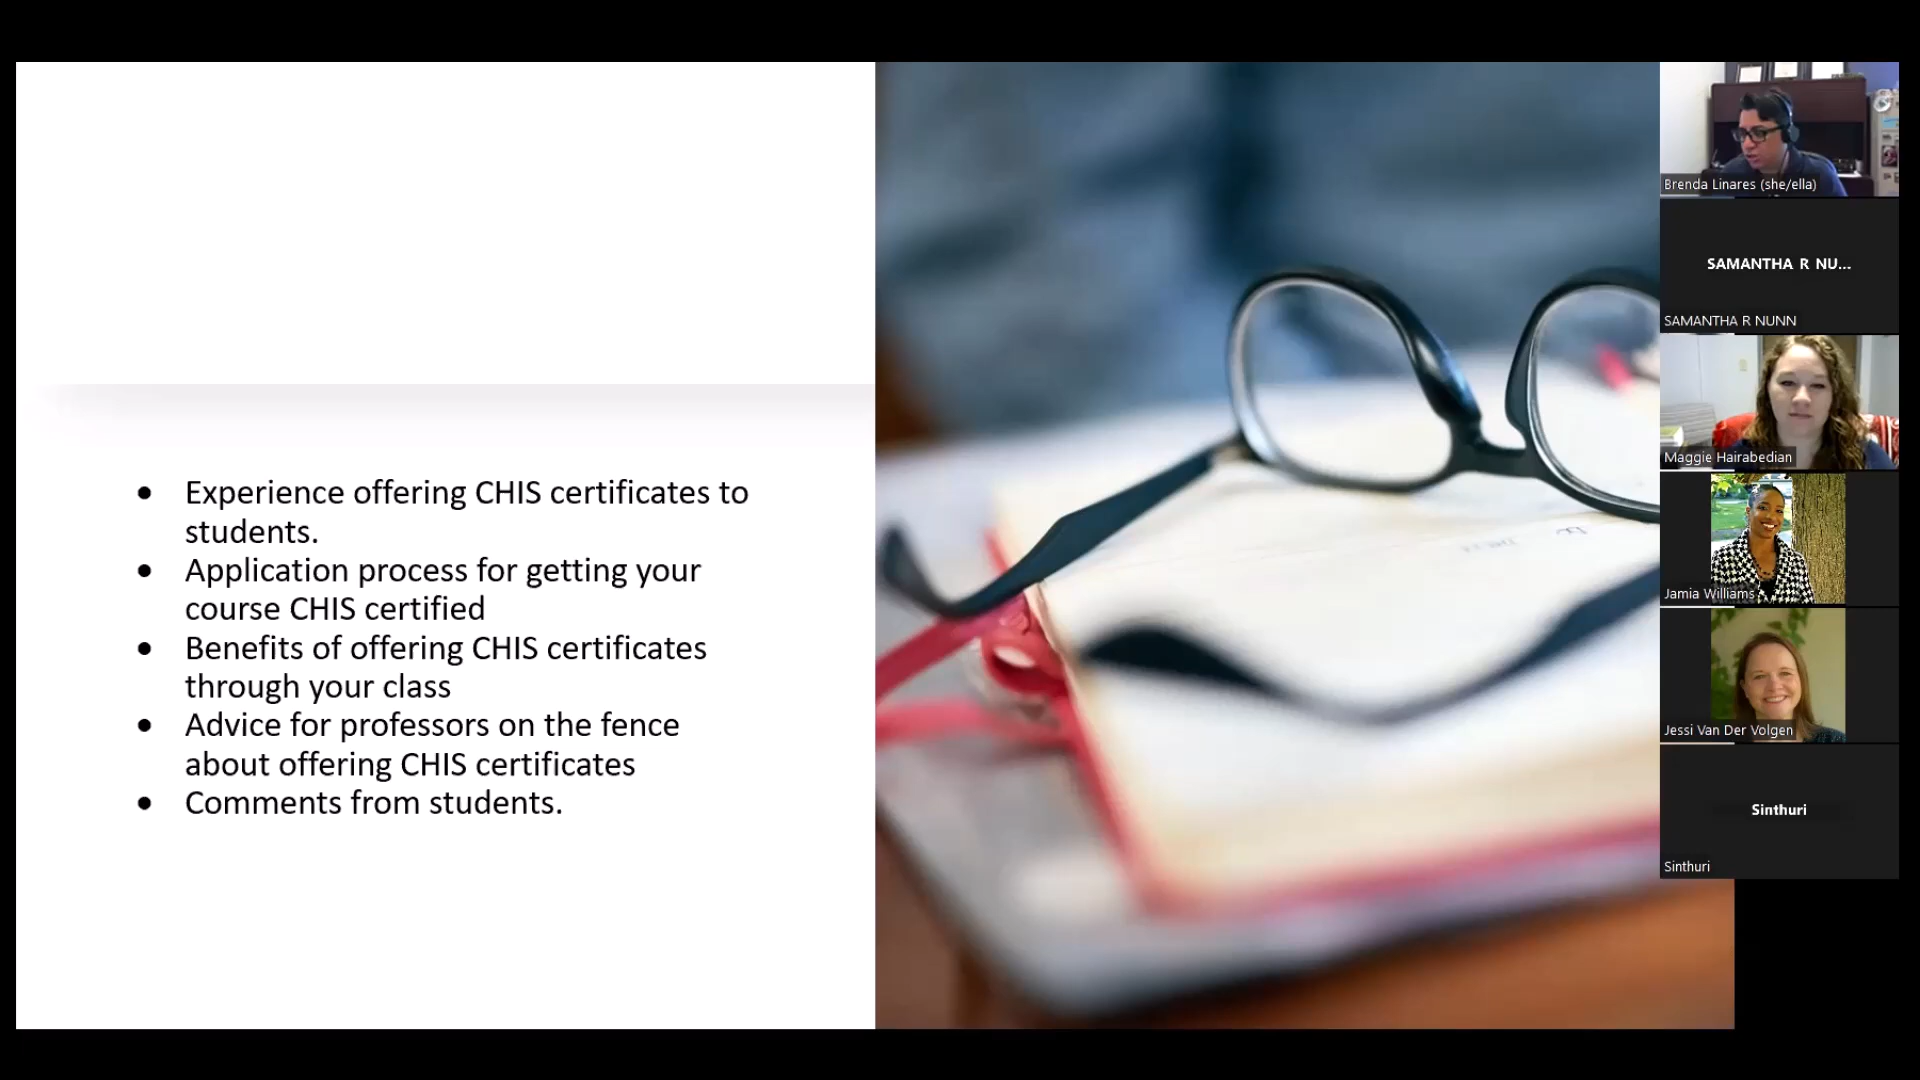 • Experience offering CHIS certificates to
students.
• Application process for getting your
course CHIS certified
• Benefits of offering CHIS certificates
through your class
• Advice for professors on the fence
about offering CHIS certificates
• Comments from students.
Brenda Linares (she/ella)
SAMANTHA R NU...
SAMANTHA R NUNN
Maggie Hairabedian
Jamia Williams
Jessi Van Der Volgen
Sinthuri
Sinthuri